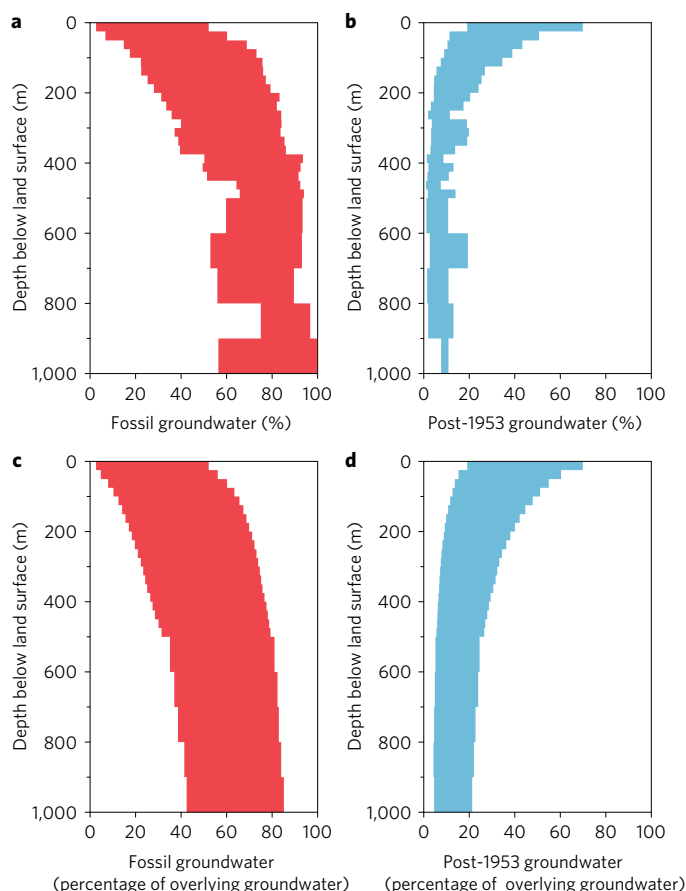 a
b
0
200
400
600
800
1,000
Depth below land surface (m)
0 20 40 60 80 100
Fossil groundwater (%)
0
200
400
600
800
1,000
Depth below land surface (m)
0 20 40 60 80 100
Post-1953 groundwater (%)
c
d
0
200
400
600
800
1,000
Depth below land surface (m)
0 20 40 60 80 100
Fossil groundwater
(percentage of overlying groundwater)
0
200
400
600
800
1,000
Depth below land surface (m)
0 20 40 60 80 100
Post-1953 groundwater
(percentage of overlying groundwater)